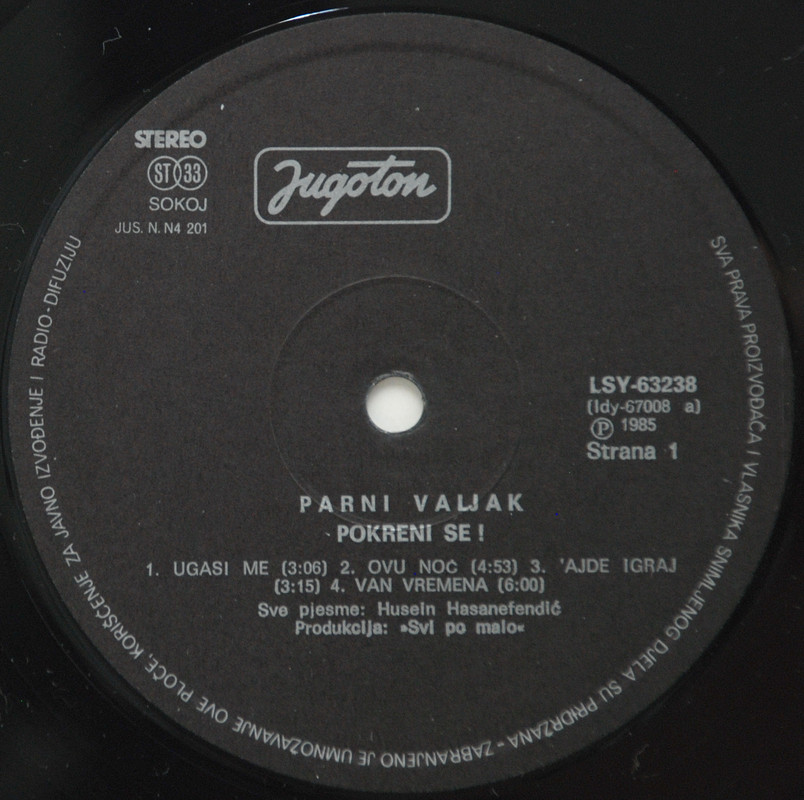 STEREO
ST 33
SOKOJ
JUS. N. N4 201
Jugoton
LSY-63238
(ldy-67008 a)
Ⓟ 1985
Strana 1
PARNI VALJAK
POKRENI SE!
1. UGASI ME (3:06) 2. OVU NOĆ (4:53) 3. 'AJDE IGRAJ
(3:15) 4. VAN VREMENA (6:00)
Sve pjesme: Husein Hasanefendić
Produkcija: »Svi po malo«
SVA PRAVA PROIZVOĐAČA I VLASNIKA SNIMLJENOG DJELA SU PRIDRŽANA - ZABRANJENO JE UMNOŽAVANJE OVE PLOČE, KORIŠĆENJE ZA JAVNO IZVOĐENJE I RADIO-DIFUZIJU